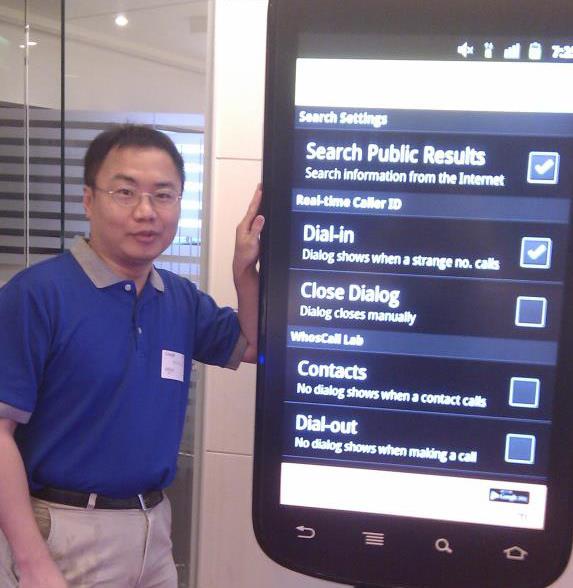 7:2
Search Settings
Search Public Results
Search information from the Internet
Real-time Caller ID
Dial-in
Dialog shows when a strange no. calls
Close Dialog
Dialog closes manually
WhosCall Lab
Contacts
No dialog shows when a contact calls
Dial-out
No dialog shows when making a call